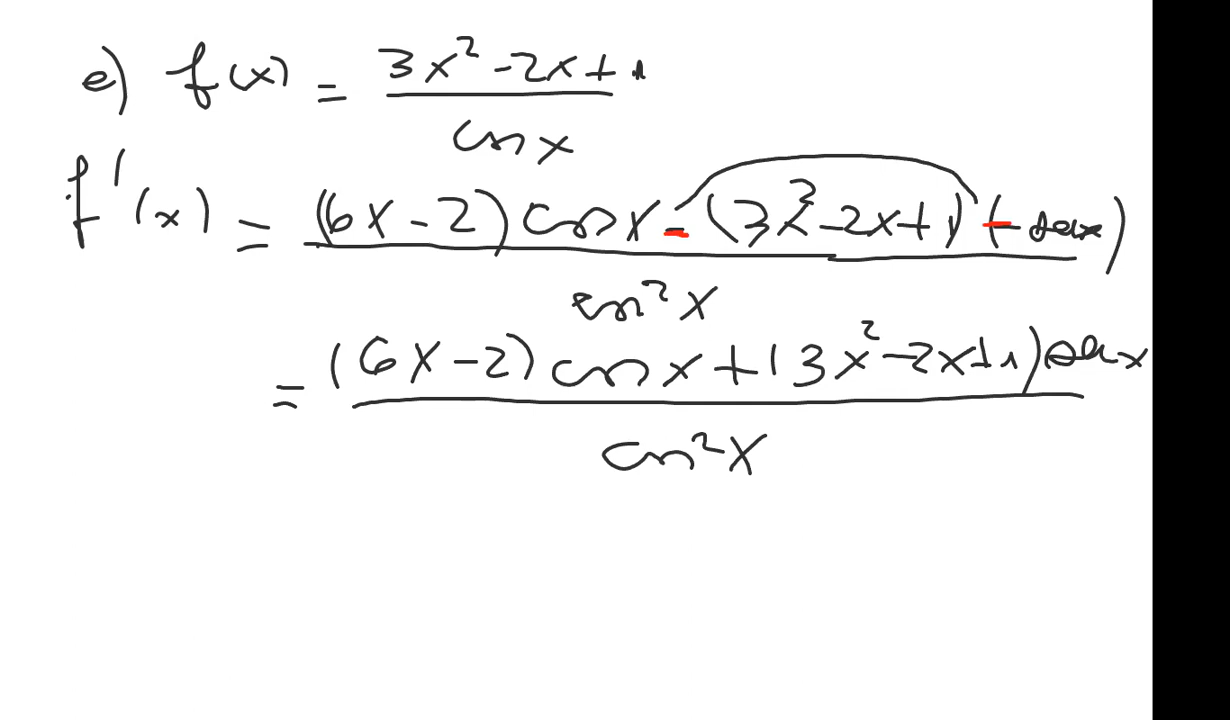 e) f(x) = (3x² - 2x + 1) / cos x
f'(x) = ((6x - 2) cos x - (3x² - 2x + 1) (- sen x)) / cos² x
= ((6x - 2) cos x + (3x² - 2x + 1) sen x) / cos² x